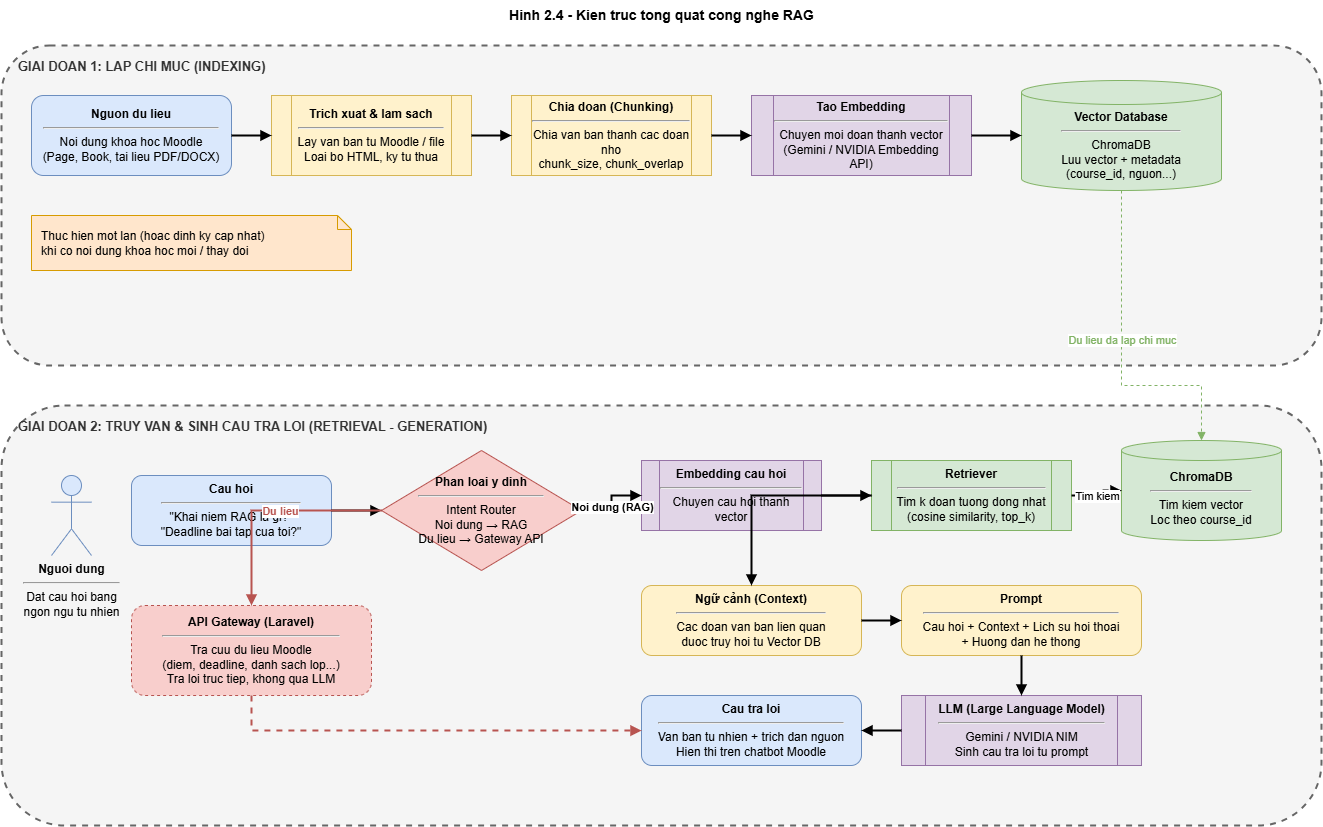 Hinh 2.4 - Kien truc tong quat cong nghe RAG
GIAI DOAN 1: LAP CHI MUC (INDEXING)
Nguon du lieu
Noi dung khoa hoc Moodle
(Page, Book, tai lieu PDF/DOCX)
Trich xuat & lam sach
Lay van ban tu Moodle / file
Loai bo HTML, ky tu thua
Chia doan (Chunking)
Chia van ban thanh cac doan
nho
chunk_size, chunk_overlap
Tao Embedding
Chuyen moi doan thanh vector
(Gemini / NVIDIA Embedding
API)
Vector Database
ChromaDB
Luu vector + metadata
(course_id, nguon...)
Thuc hien mot lan (hoac dinh ky cap nhat)
khi co noi dung khoa hoc moi / thay doi
Du lieu da lap chi muc
GIAI DOAN 2: TRUY VAN & SINH CAU TRA LOI (RETRIEVAL - GENERATION)
Nguoi dung
Dat cau hoi bang
ngon ngu tu nhien
Cau hoi
"Khai niem RAG la gi?"
"Deadline bai tap cua toi?"
Du lieu
Phan loai y dinh
Intent Router
Noi dung → RAG
Du lieu → Gateway API
Noi dung (RAG)
Embedding cau hoi
Chuyen cau hoi thanh
vector
Retriever
Tim k doan tuong dong nhat
(cosine similarity, top_k)
Tim kiem
ChromaDB
Tim kiem vector
Loc theo course_id
API Gateway (Laravel)
Tra cuu du lieu Moodle
(diem, deadline, danh sach lop...)
Tra loi truc tiep, khong qua LLM
Ngữ cảnh (Context)
Cac doan van ban lien quan
duoc truy hoi tu Vector DB
Prompt
Cau hoi + Context + Lich su hoi thoai
+ Huong dan he thong
Cau tra loi
Van ban tu nhien + trich dan nguon
Hien thi tren chatbot Moodle
LLM (Large Language Model)
Gemini / NVIDIA NIM
Sinh cau tra loi tu prompt